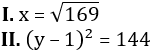 I. x = √169
II. (y − 1)² = 144